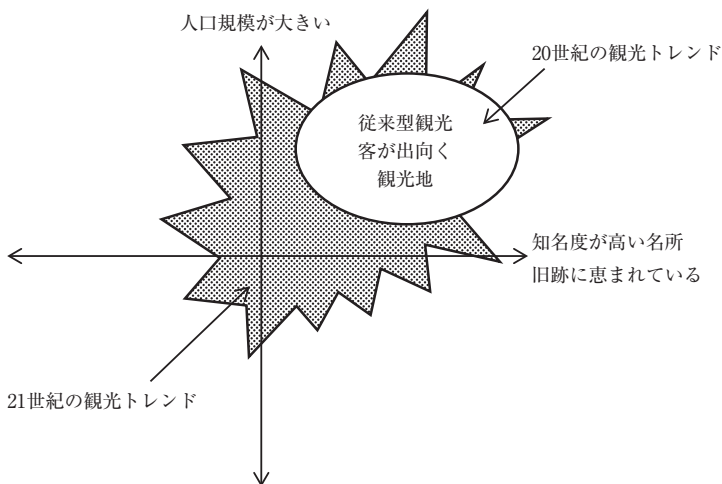 人口規模が大きい
20世紀の観光トレンド
従来型観光
客が出向く
観光地
知名度が高い名所
旧跡に恵まれている
21世紀の観光トレンド